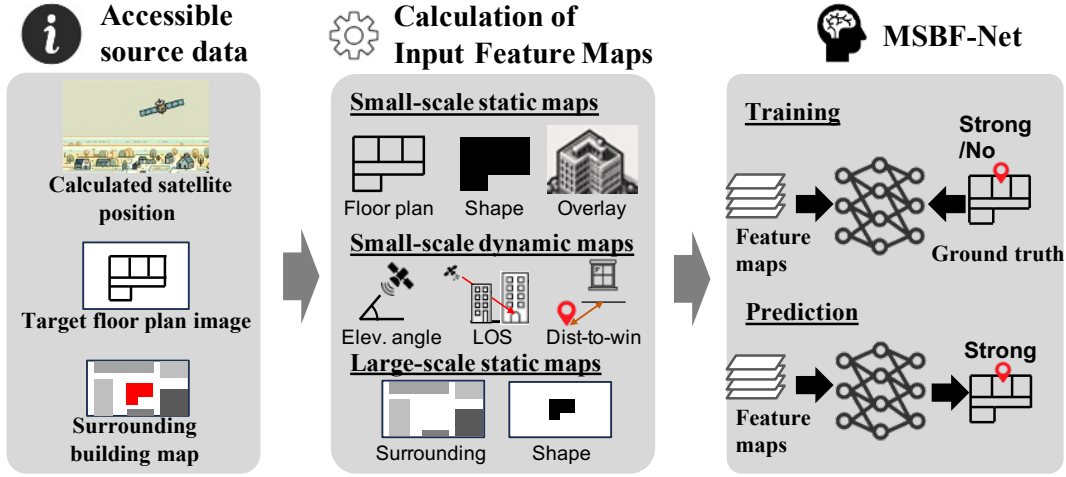 Accessible
source data
Calculated satellite
position
Target floor plan image
Surrounding
building map
Calculation of
Input Feature Maps
Small-scale static maps
Floor plan
Shape
Overlay
Small-scale dynamic maps
Elev. angle
LOS
Dist-to-win
Large-scale static maps
Surrounding
Shape
MSBF-Net
Training
Strong
/No
Feature
maps
Ground truth
Prediction
Strong
Feature
maps